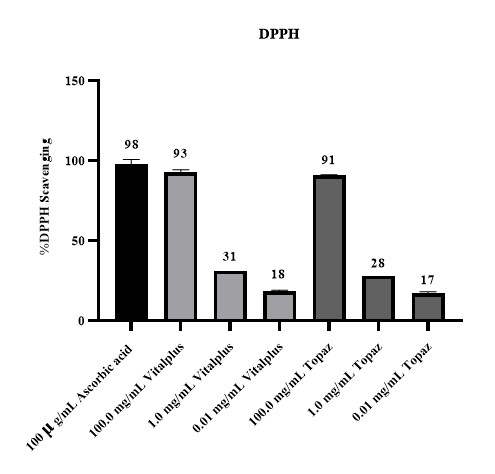 DPPH
%DPPH Scavenging
150
100
50
0
98
93
31
18
91
28
17
100 μ g/mL Ascorbic acid
100.0 mg/mL Vitalplus
1.0 mg/mL Vitalplus
0.01 mg/mL Vitalplus
100.0 mg/mL Topaz
1.0 mg/mL Topaz
0.01 mg/mL Topaz